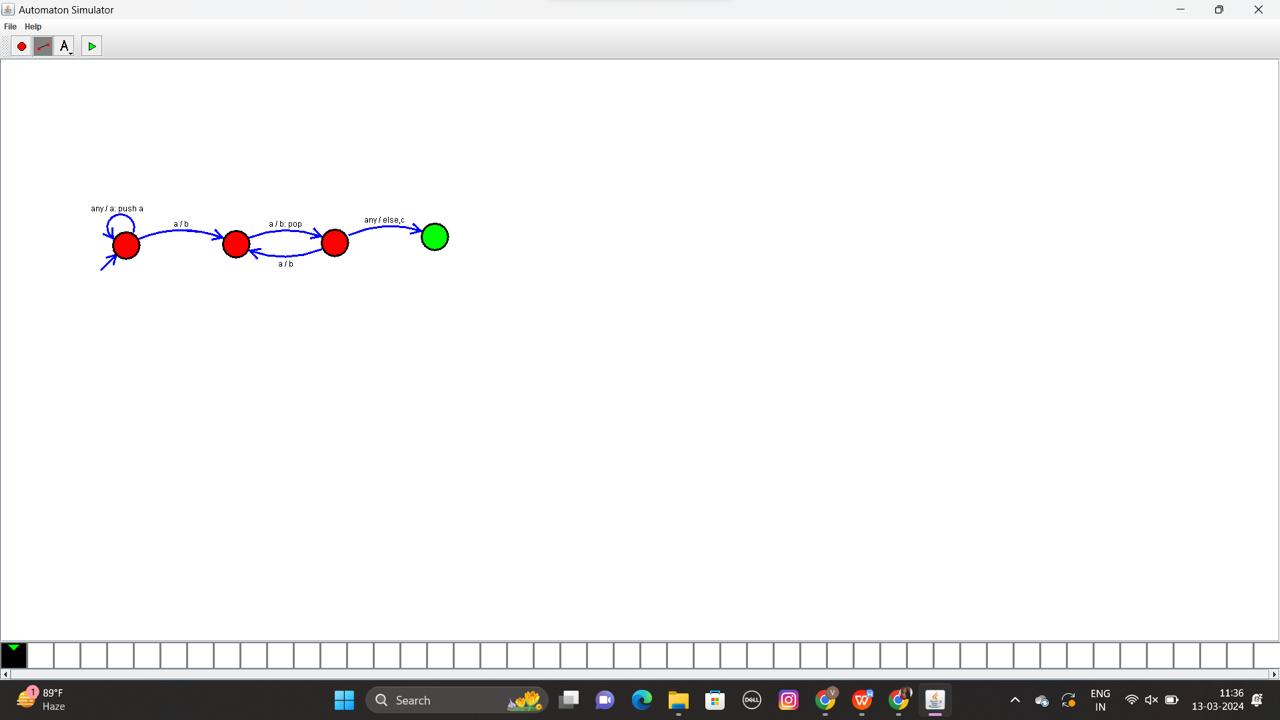 Automaton Simulator
File Help
A
any / a: push a
a / b
a / b: pop
any / else,c
a / b
1
89°F
Haze
Search
DELL
V
W
ENG
IN
11:36
13-03-2024